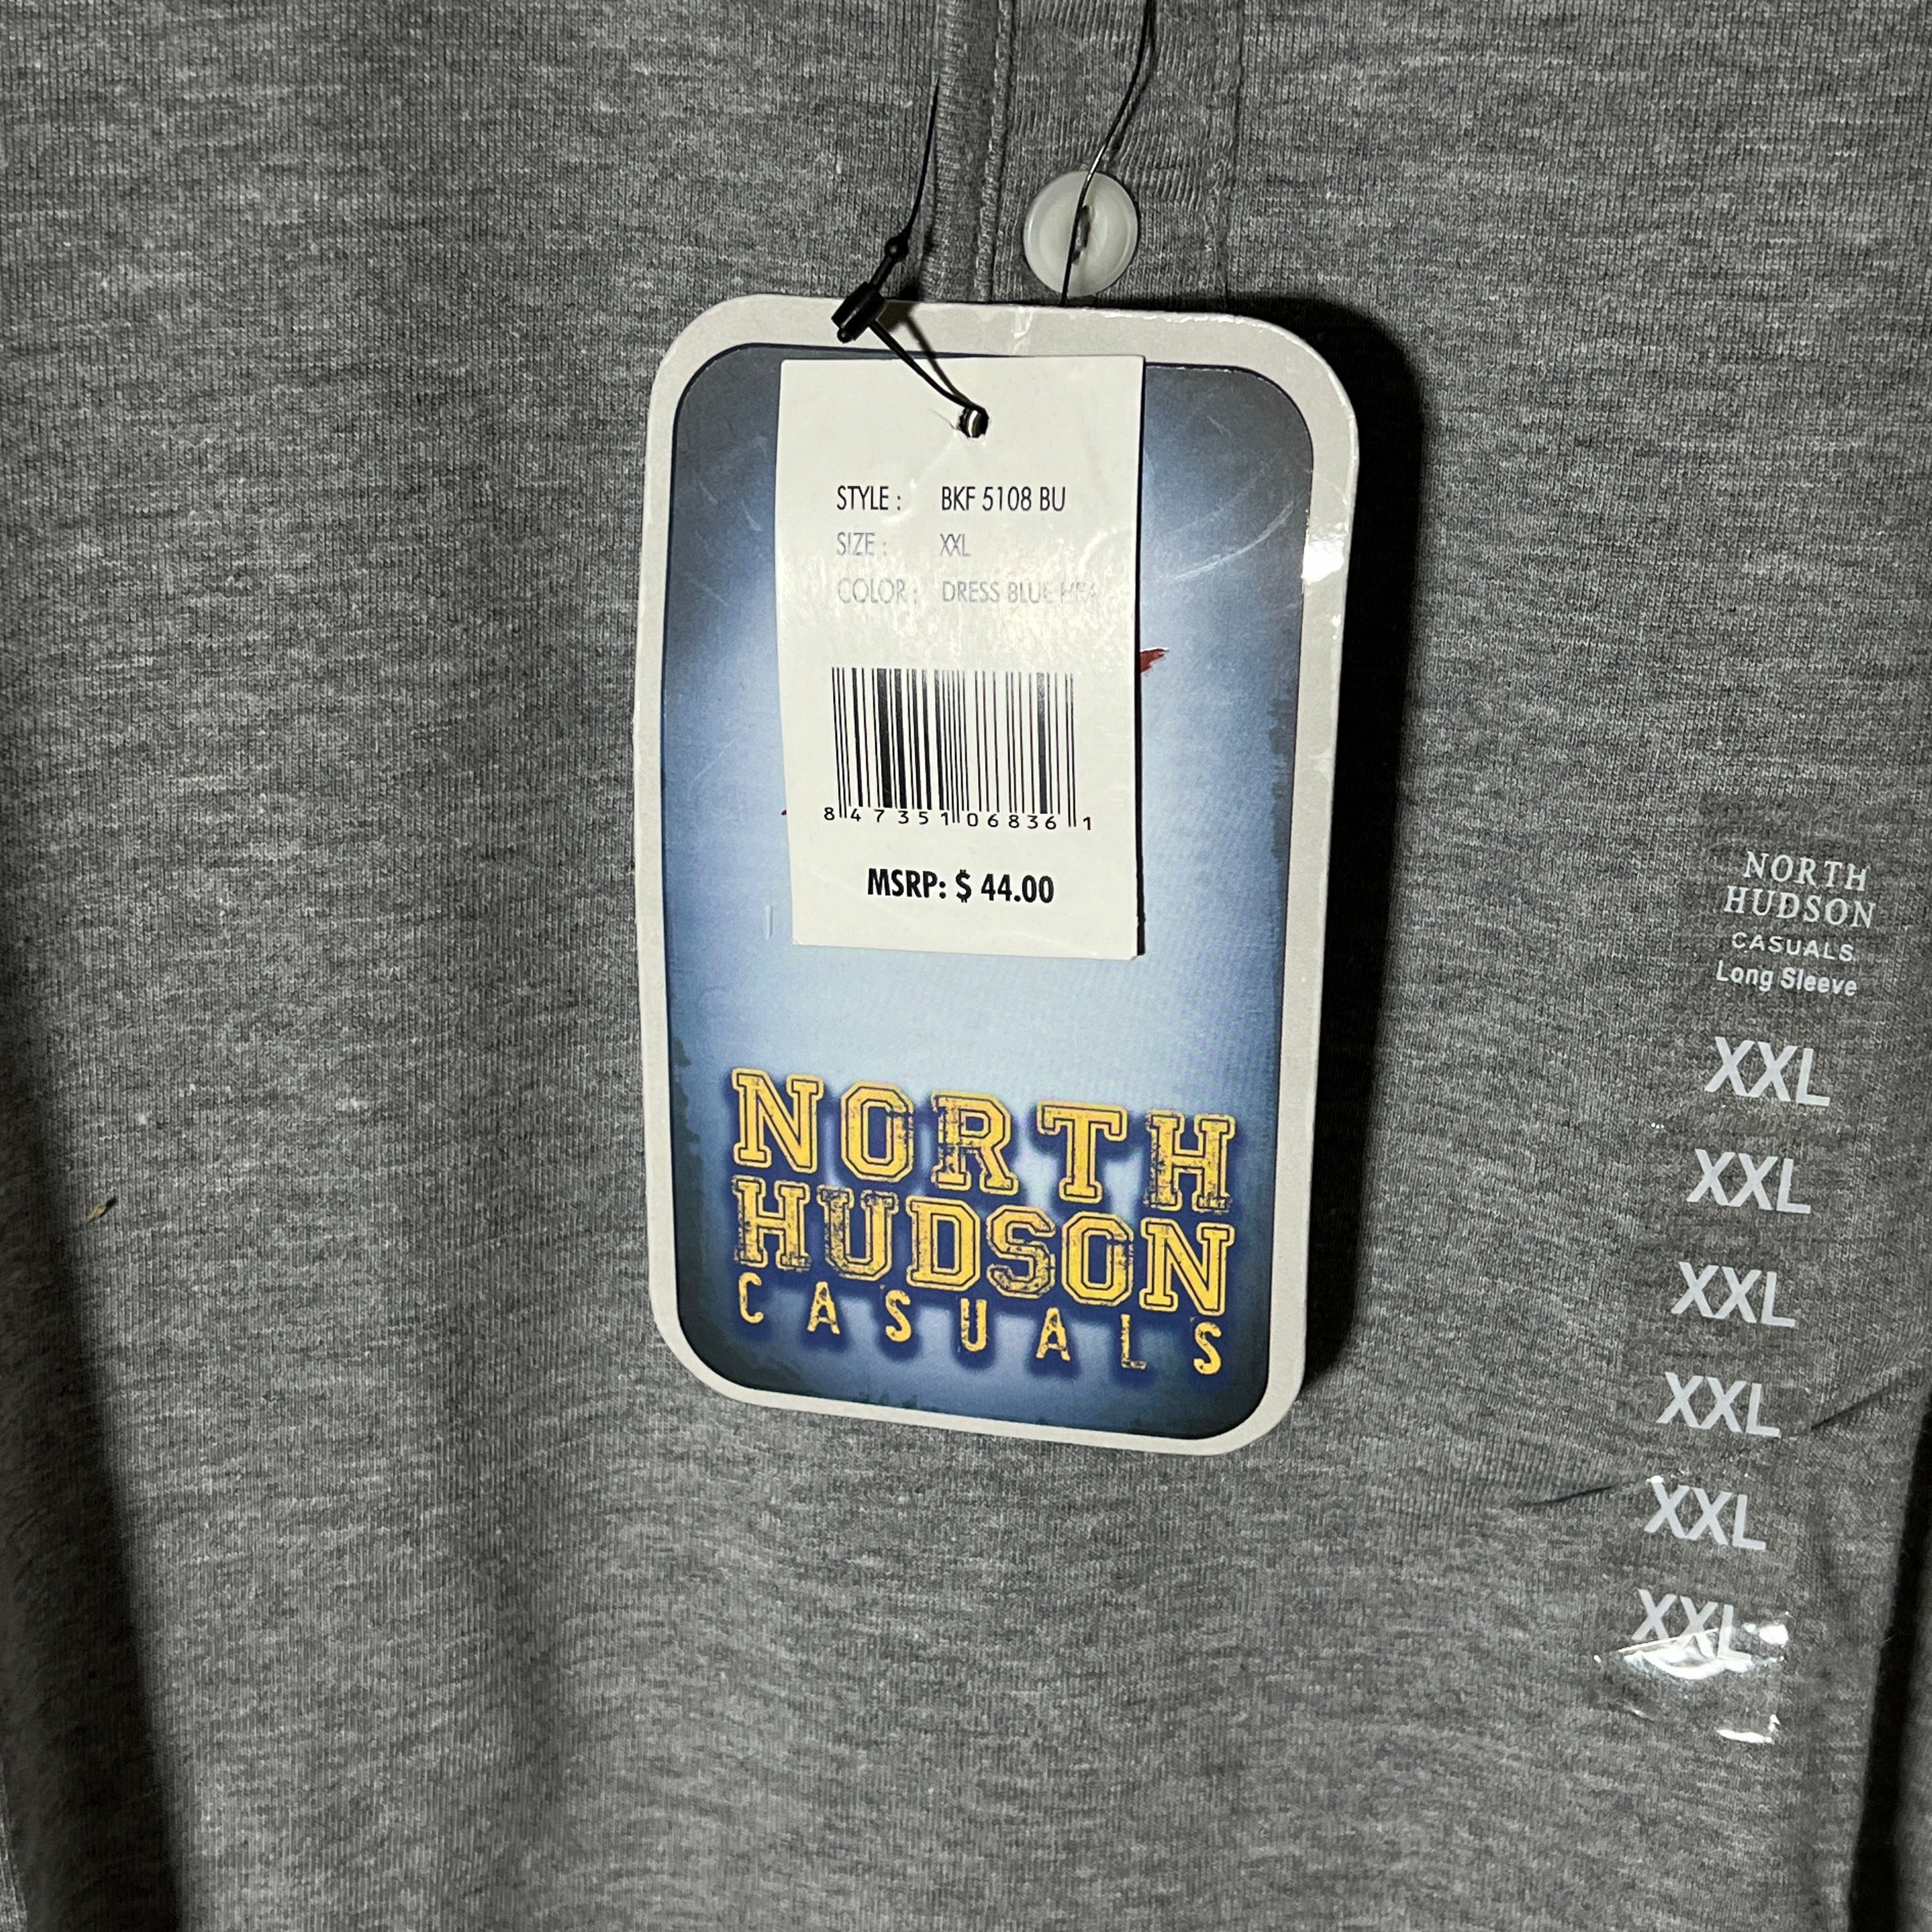 STYLE : BKF 5108 BU
SIZE : XXL
COLOR : DRESS BLUE HEA
8 47351 06836 1
MSRP: $ 44.00
NORTH
HUDSON
CASUALS
NORTH
HUDSON
CASUALS
Long Sleeve
XXL
XXL
XXL
XXL
XXL
XXL